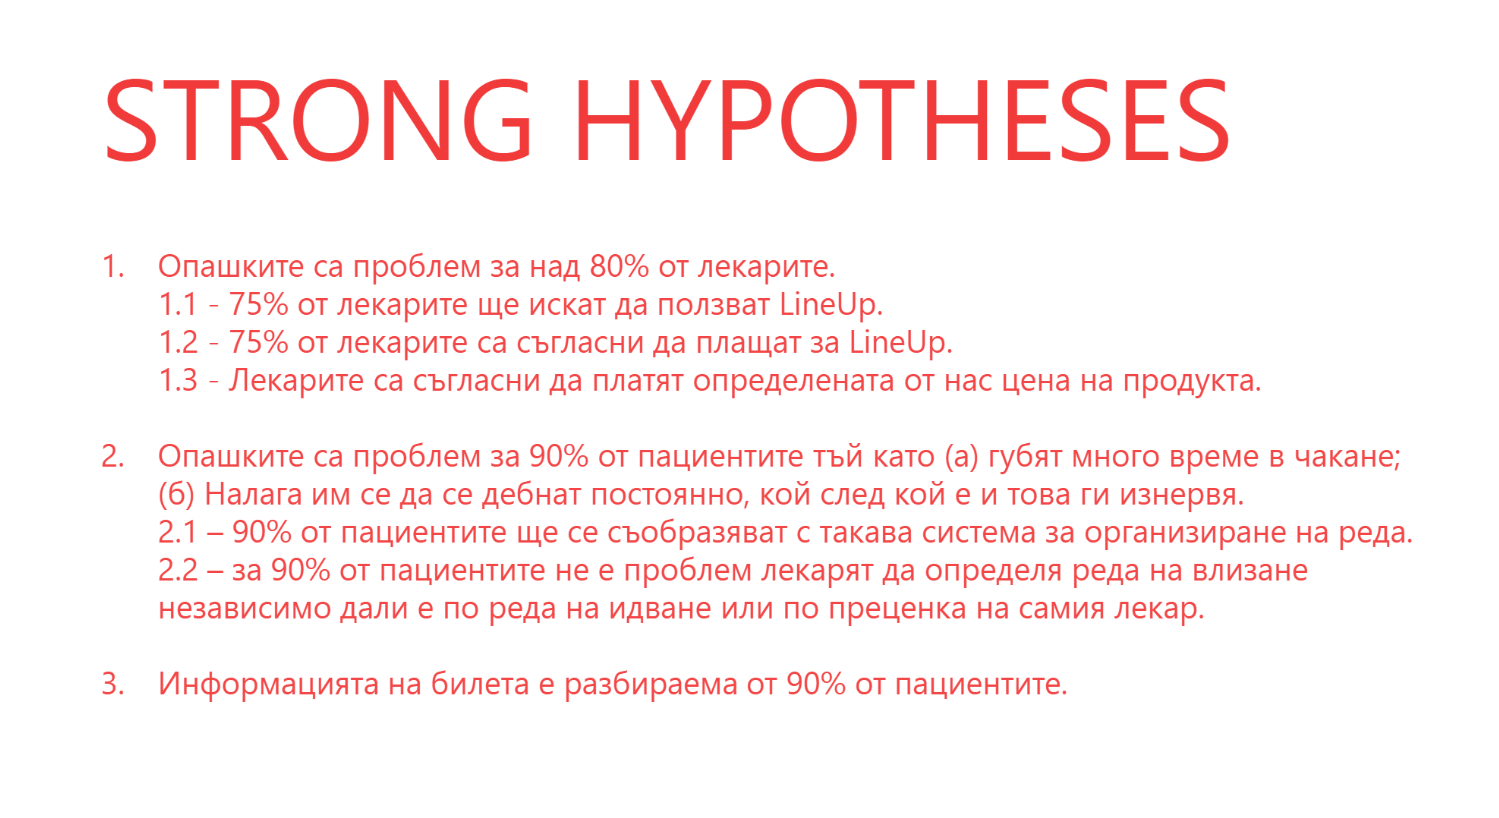 STRONG HYPOTHESES
1. Опашките са проблем за над 80% от лекарите.
1.1 - 75% от лекарите ще искат да ползват LineUp.
1.2 - 75% от лекарите са съгласни да плащат за LineUp.
1.3 - Лекарите са съгласни да платят определената от нас цена на продукта.
2. Опашките са проблем за 90% от пациентите тъй като (а) губят много време в чакане;
(б) Налага им се да се дебнат постоянно, кой след кой е и това ги изнервя.
2.1 – 90% от пациентите ще се съобразяват с такава система за организиране на реда.
2.2 – за 90% от пациентите не е проблем лекарят да определя реда на влизане
независимо дали е по реда на идване или по преценка на самия лекар.
3. Информацията на билета е разбираема от 90% от пациентите.